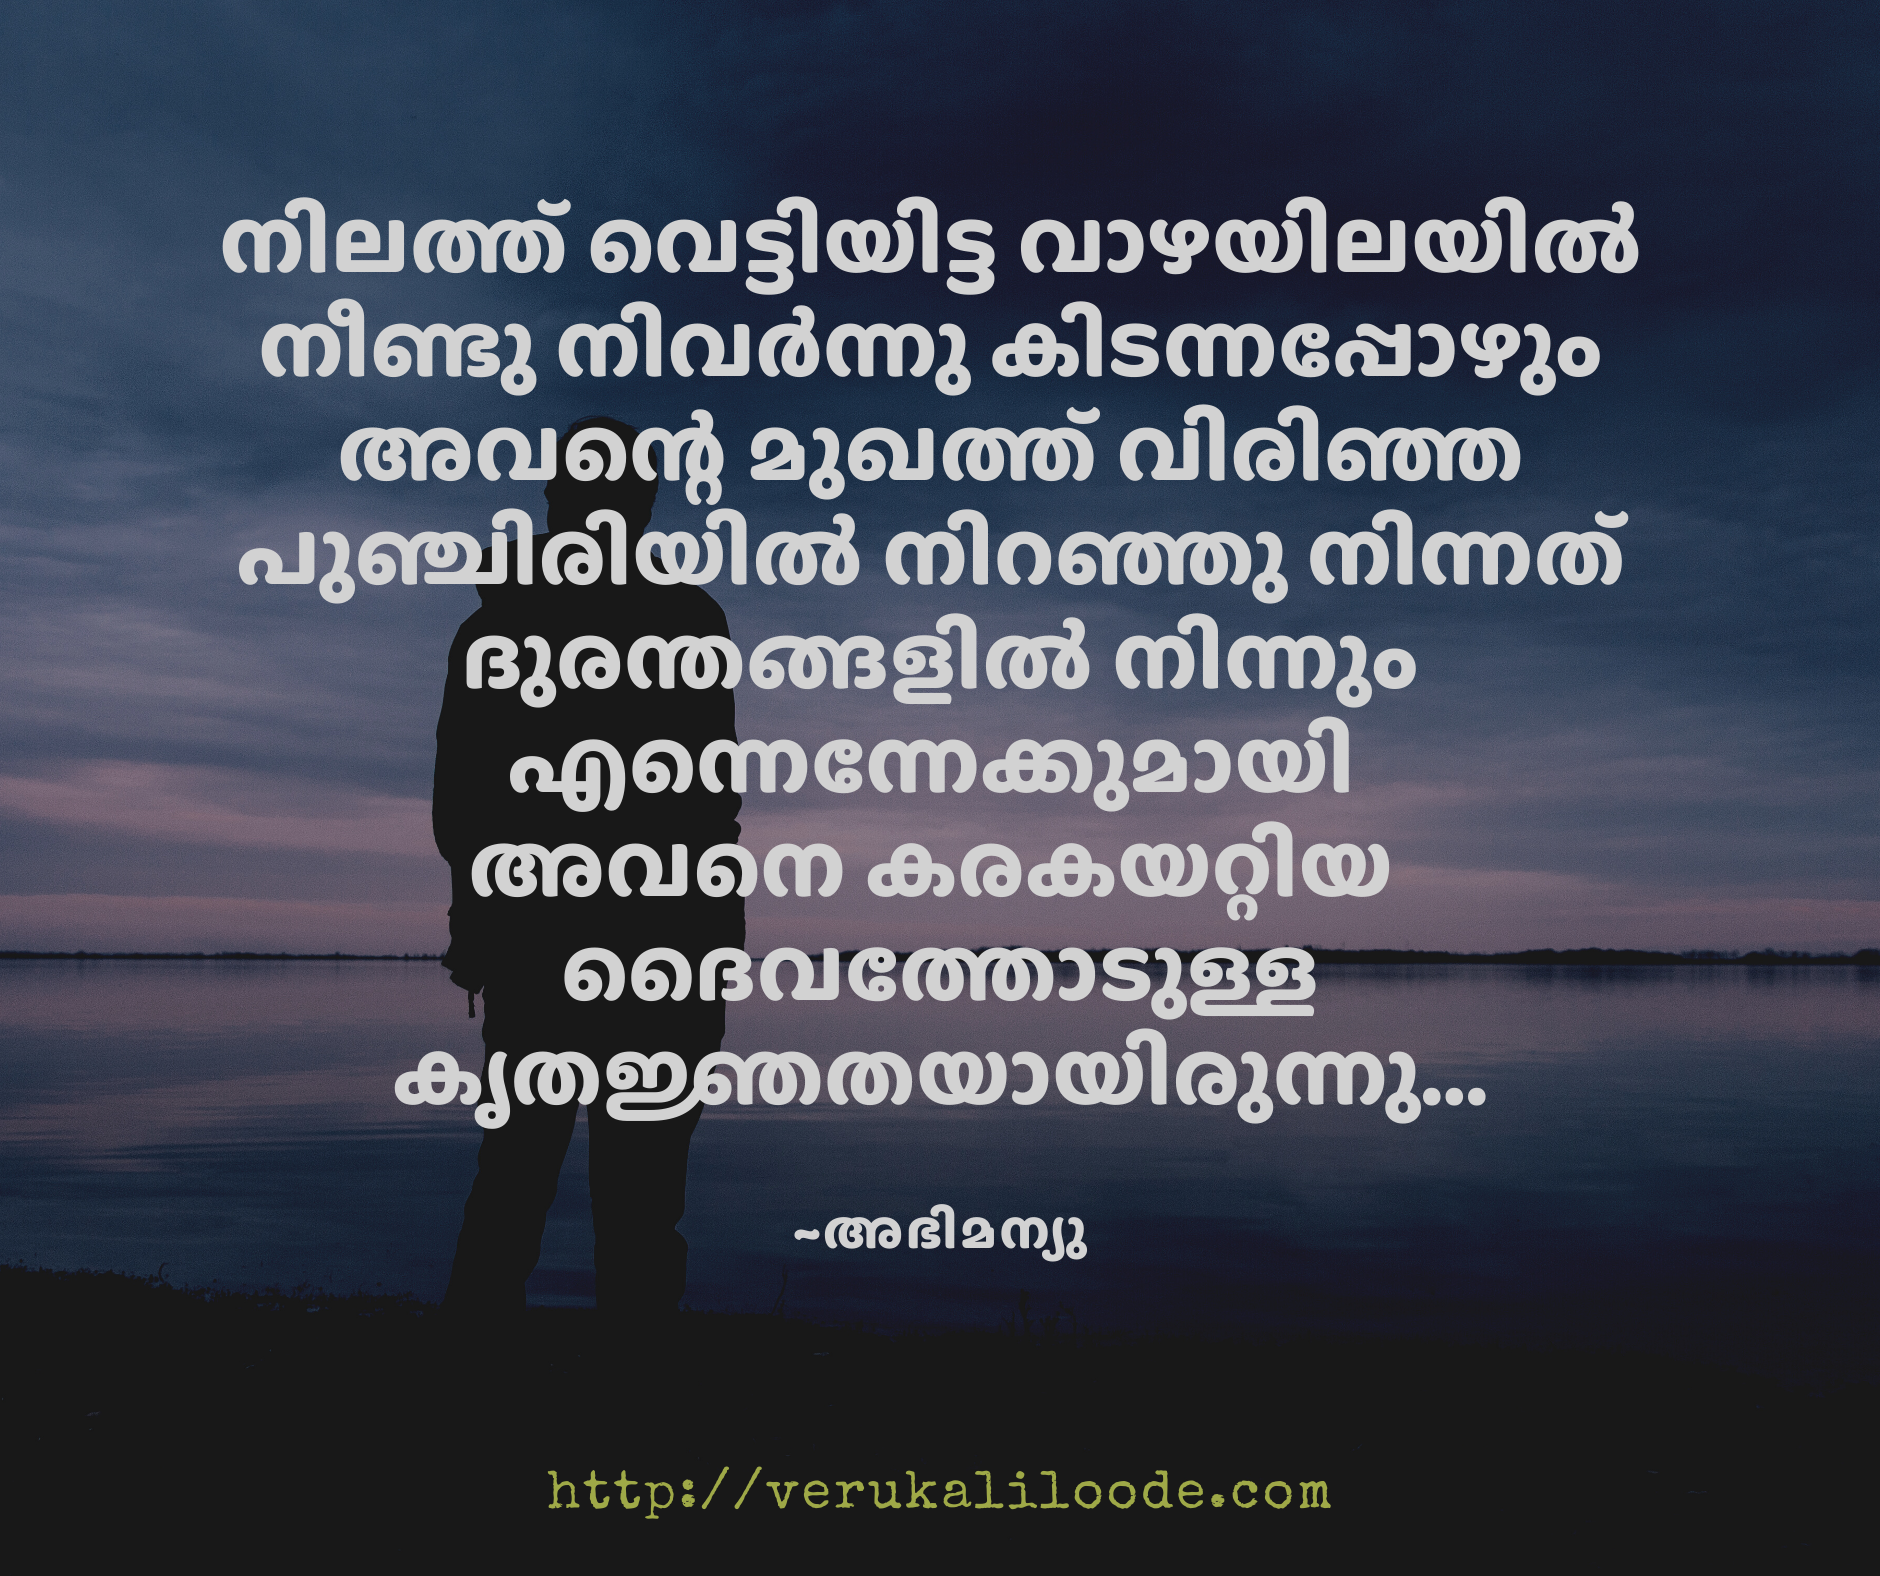 നിലത്ത് വെട്ടിയിട്ട വാഴയിലയിൽ
നീണ്ടു നിവർന്നു കിടന്നപ്പോഴും
അവന്റെ മുഖത്ത് വിരിഞ്ഞ
പുഞ്ചിരിയിൽ നിറഞ്ഞു നിന്നത്
ദുരന്തങ്ങളിൽ നിന്നും
എന്നെന്നേക്കുമായി
അവനെ കരകയറ്റിയ
ദൈവത്തോടുള്ള
കൃതജ്ഞതയായിരുന്നു...
~അഭിമന്യു
http://verukaliloode.com